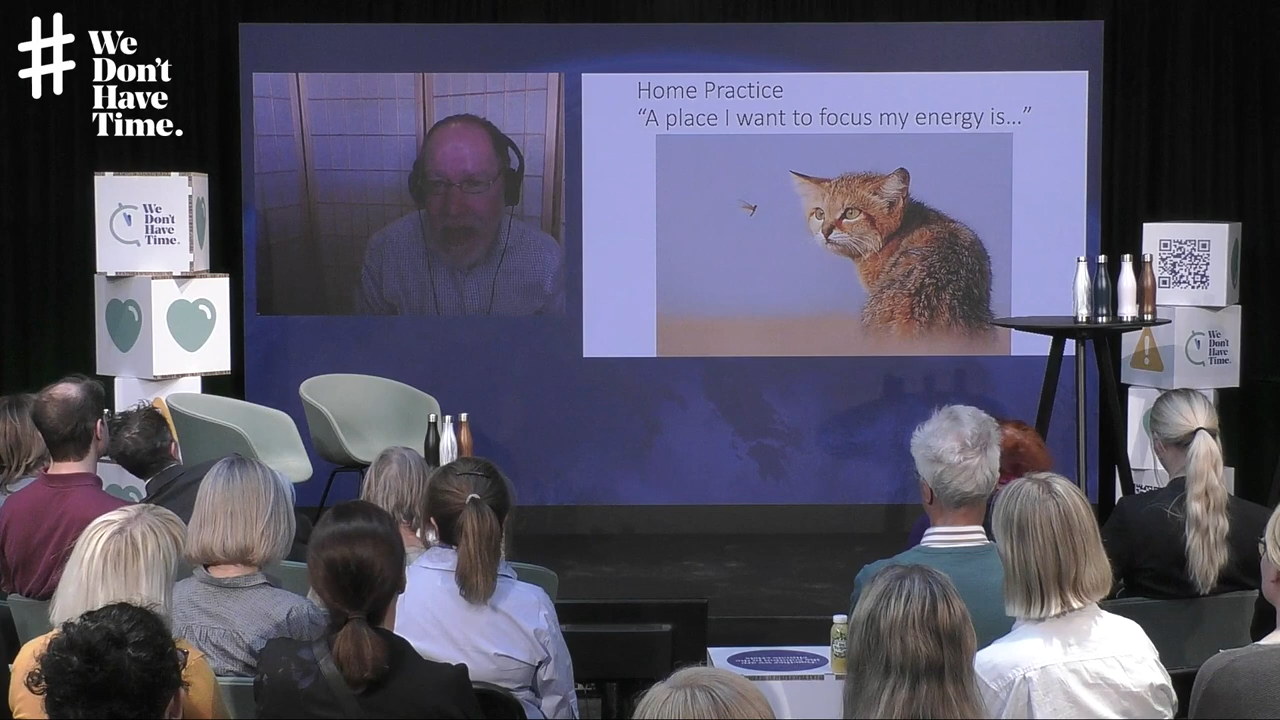 #
We
Don't
Have
Time.
Home Practice
“A place I want to focus my energy is…”
We
Don't
Have
Time.
We
Don't
Have
Time.